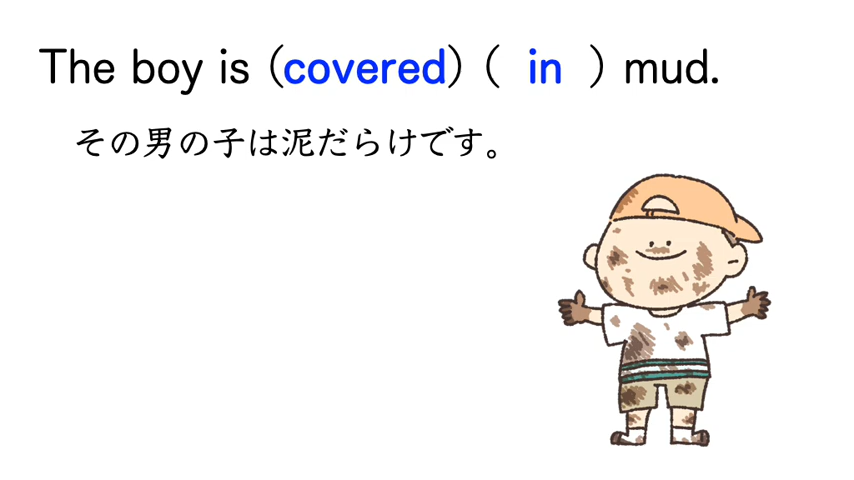 The boy is (covered) ( in ) mud.
その男の子は泥だらけです。